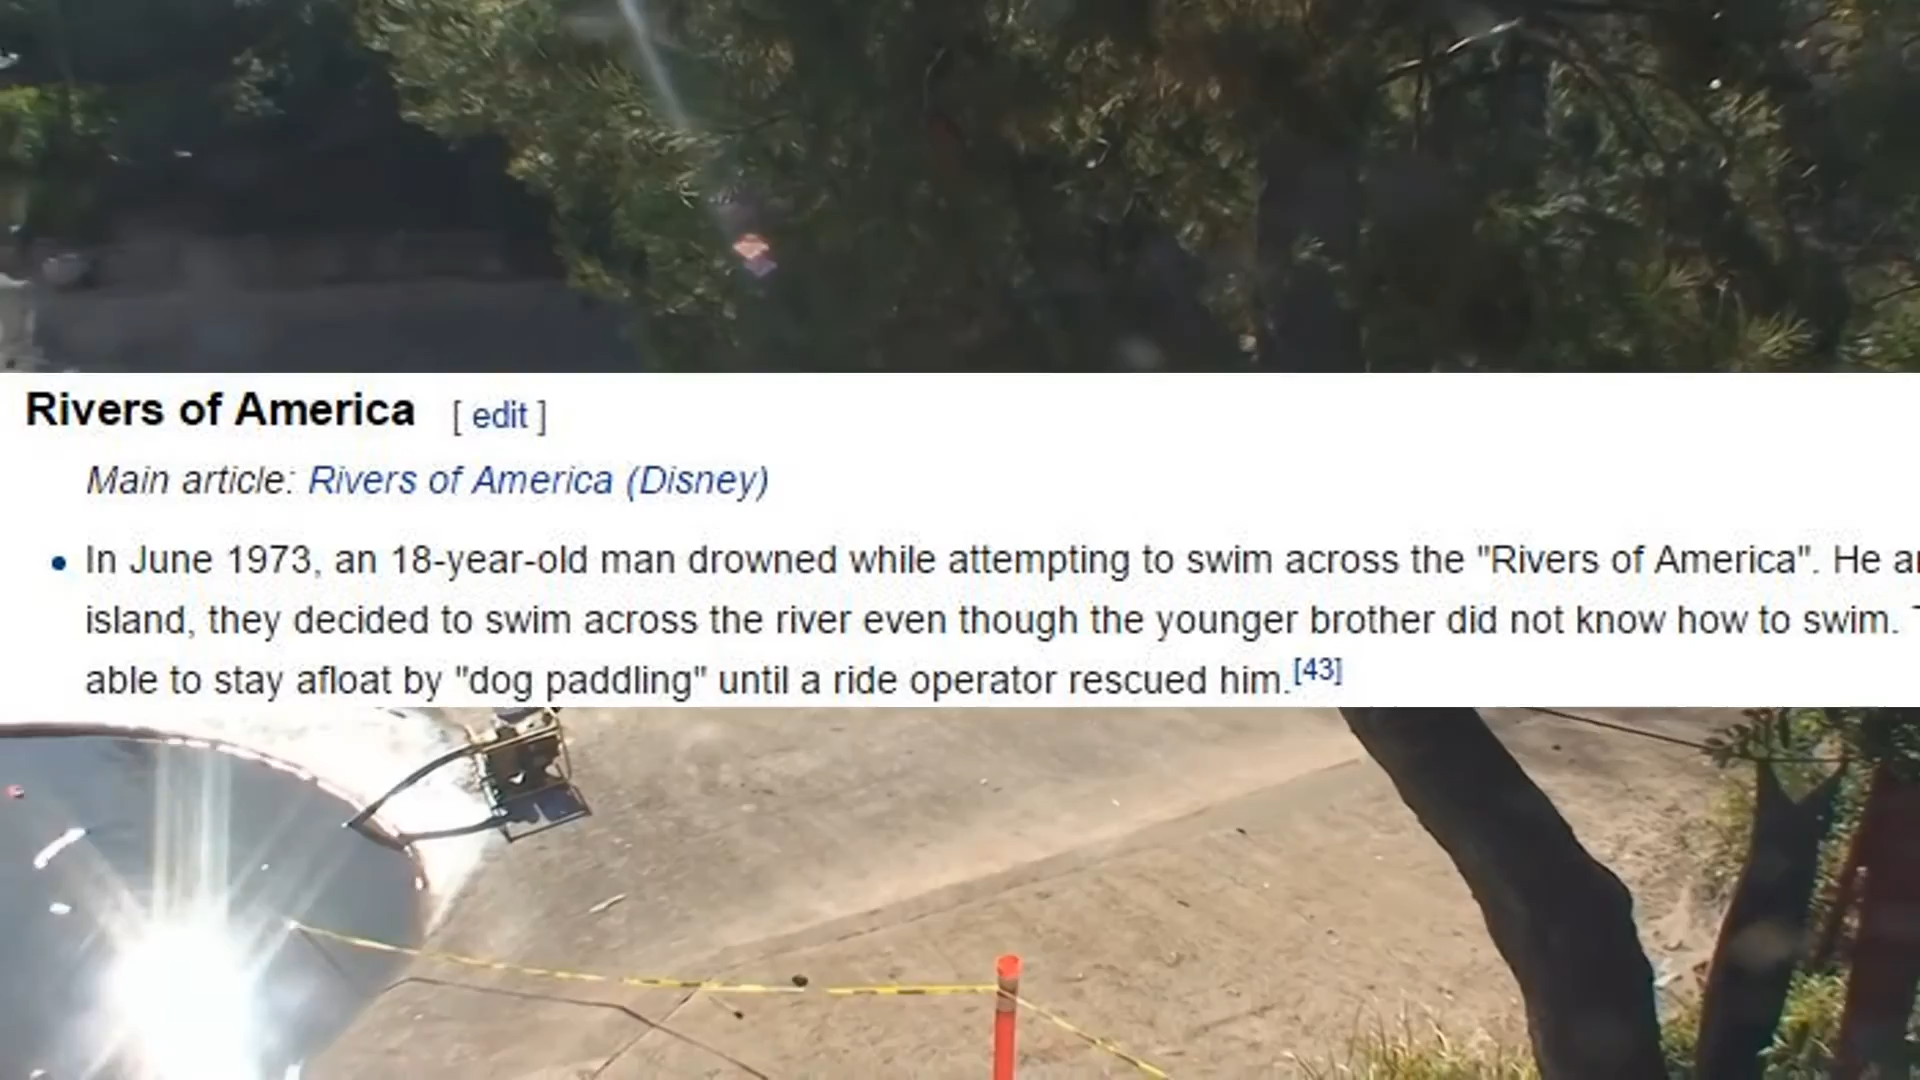 Rivers of America [ edit ]
Main article: Rivers of America (Disney)
• In June 1973, an 18-year-old man drowned while attempting to swim across the "Rivers of America". He
island, they decided to swim across the river even though the younger brother did not know how to swim.
able to stay afloat by "dog paddling" until a ride operator rescued him.[43]